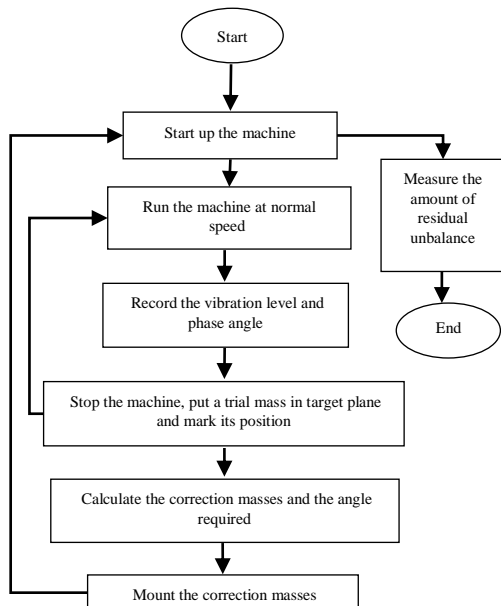 Start
Start up the machine
Measure the
amount of
residual
unbalance
Run the machine at normal
speed
Record the vibration level and
phase angle
End
Stop the machine, put a trial mass in target plane
and mark its position
Calculate the correction masses and the angle
required
Mount the correction masses